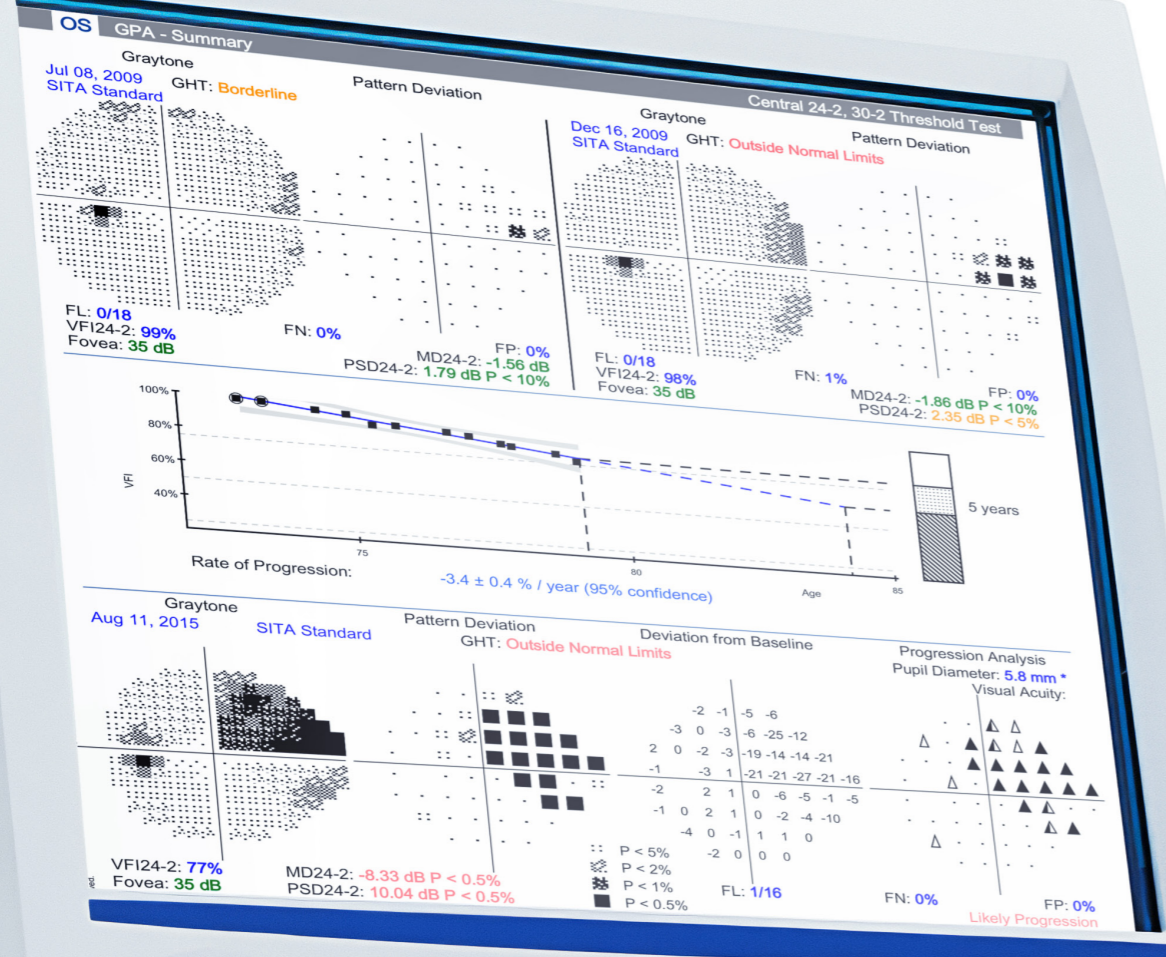 OS GPA - Summary
Central 24-2, 30-2 Threshold Test
Graytone
Jul 08, 2009 GHT: Borderline
SITA Standard
Pattern Deviation
FL: 0/18
VFI24-2: 99%
Fovea: 35 dB
FN: 0%
FP: 0%
MD24-2: -1.56 dB
PSD24-2: 1.79 dB P < 10%
Graytone
Dec 16, 2009 GHT: Outside Normal Limits
SITA Standard
Pattern Deviation
FL: 0/18
VFI24-2: 98%
Fovea: 35 dB
FN: 1%
FP: 0%
MD24-2: -1.86 dB P < 10%
PSD24-2: 2.35 dB P < 5%
100%
80%
60%
40%
VFI
75
80
85
Age
5 years
Rate of Progression:
-3.4 ± 0.4 % / year (95% confidence)
Graytone
Aug 11, 2015 SITA Standard
Pattern Deviation
GHT: Outside Normal Limits
Deviation from Baseline
Progression Analysis
Pupil Diameter: 5.8 mm *
Visual Acuity:
-2 -1 -5 -6
-3 0 -3 -6 -25 -12
2 0 -2 -3 -19 -14 -14 -21
-1 -3 1 -21 -21 -27 -21 -16
-2 2 1 0 -6 -5 -1 -5
-1 0 2 1 0 -2 -4 -10
-4 0 -1 1 1 0
-2 0 0 0
VFI24-2: 77%
Fovea: 35 dB
MD24-2: -8.33 dB P < 0.5%
PSD24-2: 10.04 dB P < 0.5%
P < 5%
P < 2%
P < 1%
P < 0.5%
FL: 1/16
FN: 0%
FP: 0%
Likely Progression